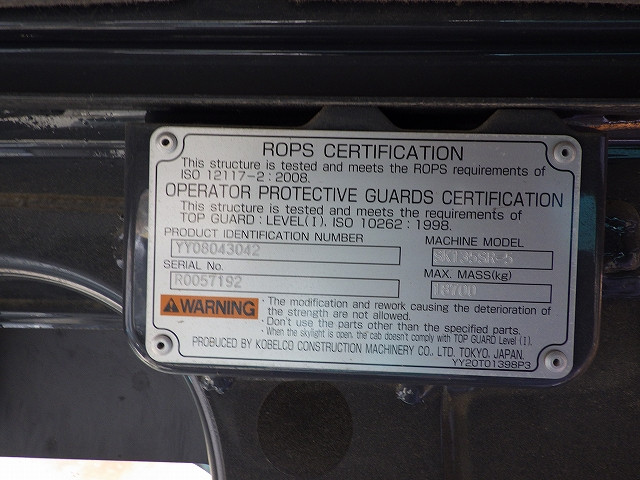 ROPS CERTIFICATION
This structure is tested and meets the ROPS requirements of
ISO 12117-2 : 2008.
OPERATOR PROTECTIVE GUARDS CERTIFICATION
This structure is tested and meets the requirements of
TOP GUARD : LEVEL(I), ISO 10262 : 1998.
PRODUCT IDENTIFICATION NUMBER
YY08043042
SERIAL No.
R0057192
MACHINE MODEL
SK135SR-5
MAX. MASS(kg)
WARNING
· The modification and rework causing the deterioration of
the strength are not allowed.
· Don't use the parts other than the specified parts.
· When the skylight is open, the cab doesn't comply with TOP GUARD Level (I).
PRODUCED BY KOBELCO CONSTRUCTION MACHINERY CO., LTD. TOKYO, JAPAN.
YY20T01398P3